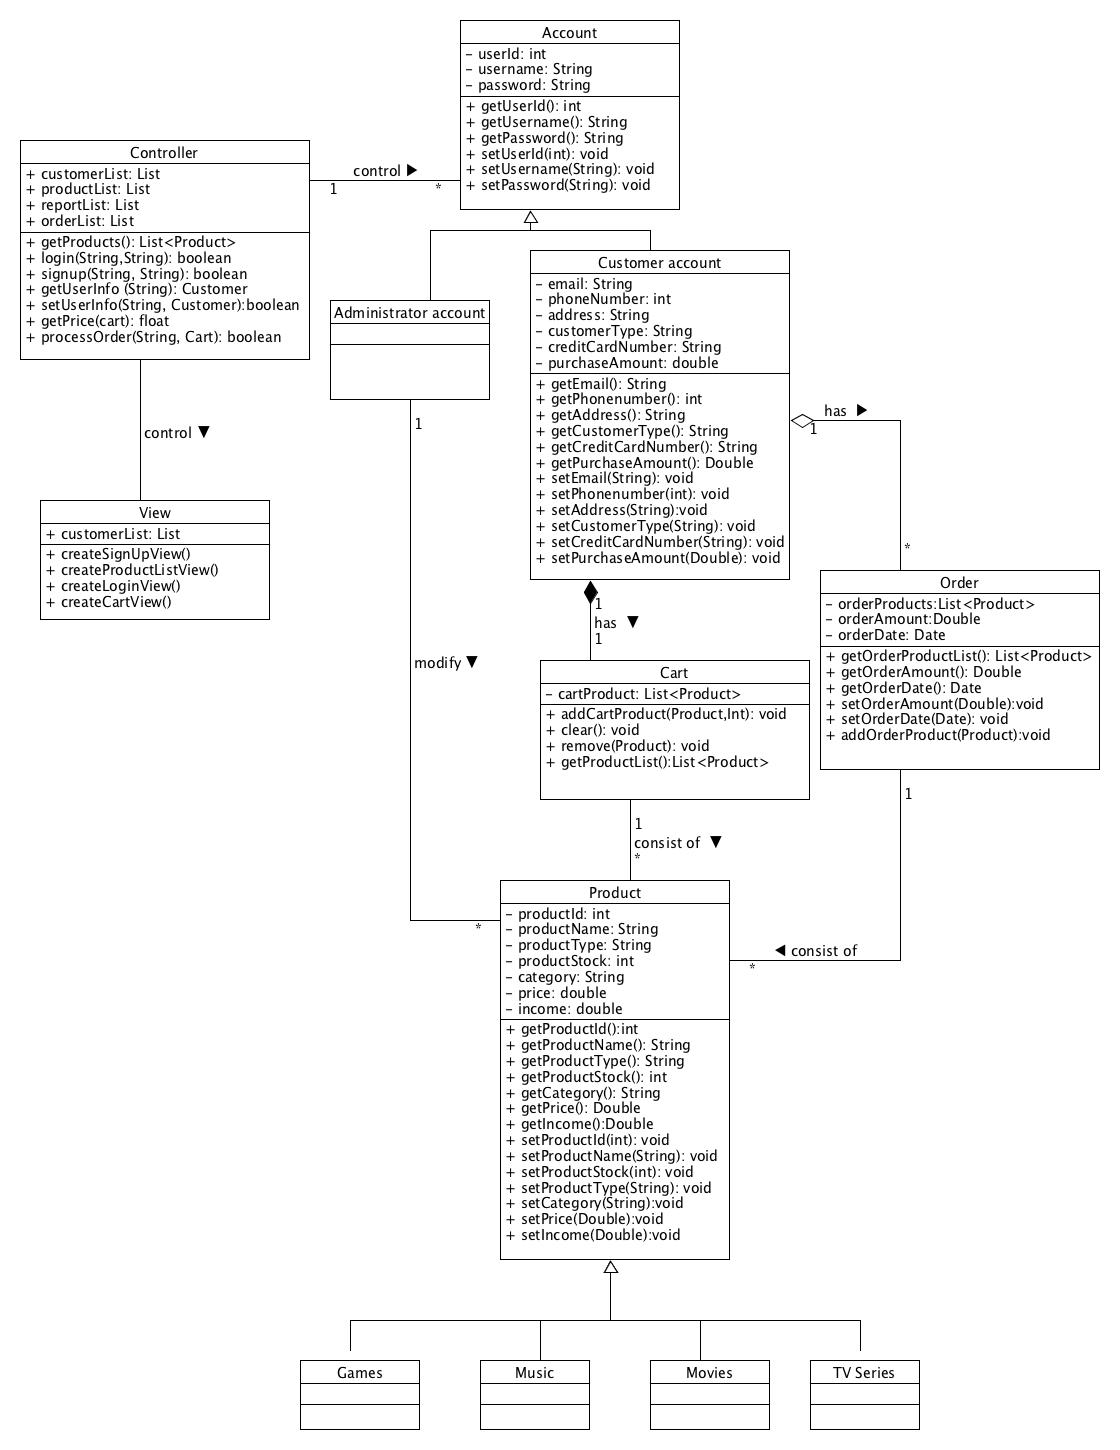 Account
– userId: int
– username: String
– password: String
+ getUserId(): int
+ getUsername(): String
+ getPassword(): String
+ setUserId(int): void
+ setUsername(String): void
+ setPassword(String): void
Controller
+ customerList: List
+ productList: List
+ reportList: List
+ orderList: List
+ getProducts(): List<Product>
+ login(String,String): boolean
+ signup(String, String): boolean
+ getUserInfo (String): Customer
+ setUserInfo(String, Customer):boolean
+ getPrice(cart): float
+ processOrder(String, Cart): boolean
control ▶
1
*
Customer account
– email: String
– phoneNumber: int
– address: String
– customerType: String
– creditCardNumber: String
– purchaseAmount: double
+ getEmail(): String
+ getPhonenumber(): int
+ getAddress(): String
+ getCustomerType(): String
+ getCreditCardNumber(): String
+ getPurchaseAmount(): Double
+ setEmail(String): void
+ setPhonenumber(int): void
+ setAddress(String):void
+ setCustomerType(String): void
+ setCreditCardNumber(String): void
+ setPurchaseAmount(Double): void
Administrator account
1
modify ▼
*
control ▼
View
+ customerList: List
+ createSignUpView()
+ createProductListView()
+ createLoginView()
+ createCartView()
has ▶
1
*
Order
– orderProducts:List<Product>
– orderAmount:Double
– orderDate: Date
+ getOrderProductList(): List<Product>
+ getOrderAmount(): Double
+ getOrderDate(): Date
+ setOrderAmount(Double):void
+ setOrderDate(Date): void
+ addOrderProduct(Product):void
1
has ▼
1
Cart
– cartProduct: List<Product>
+ addCartProduct(Product,Int): void
+ clear(): void
+ remove(Product): void
+ getProductList():List<Product>
1
consist of ▼
*
1
◀ consist of
*
Product
– productId: int
– productName: String
– productType: String
– productStock: int
– category: String
– price: double
– income: double
+ getProductId():int
+ getProductName(): String
+ getProductType(): String
+ getProductStock(): int
+ getCategory(): String
+ getPrice(): Double
+ getIncome():Double
+ setProductId(int): void
+ setProductName(String): void
+ setProductStock(int): void
+ setProductType(String): void
+ setCategory(String):void
+ setPrice(Double):void
+ setIncome(Double):void
Games
Music
Movies
TV Series